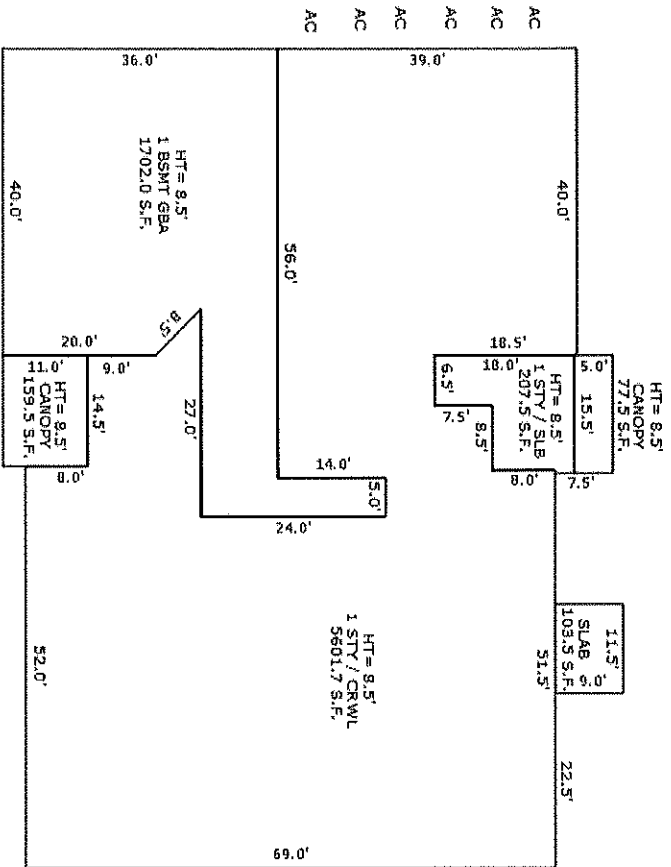 AC
AC
AC
AC
AC
AC
36.0'
39.0'
HT= 8.5'
1 BSMT GBA
1702.0 S.F.
40.0'
40.0'
56.0'
8.5'
20.0'
11.0'
9.0'
HT= 8.5'
CANOPY
159.5 S.F.
14.5'
8.0'
27.0'
18.5'
18.0'
5.0'
HT= 8.5'
1 STY / SLB
207.5 S.F.
15.5'
HT= 8.5'
CANOPY
77.5 S.F.
6.5'
7.5'
8.5'
8.0'
7.5'
14.0'
5.0'
24.0'
HT= 8.5'
1 STY / CRWL
5601.7 S.F.
52.0'
51.5'
11.5'
SLAB
103.5 S.F.
9.0'
22.5'
69.0'